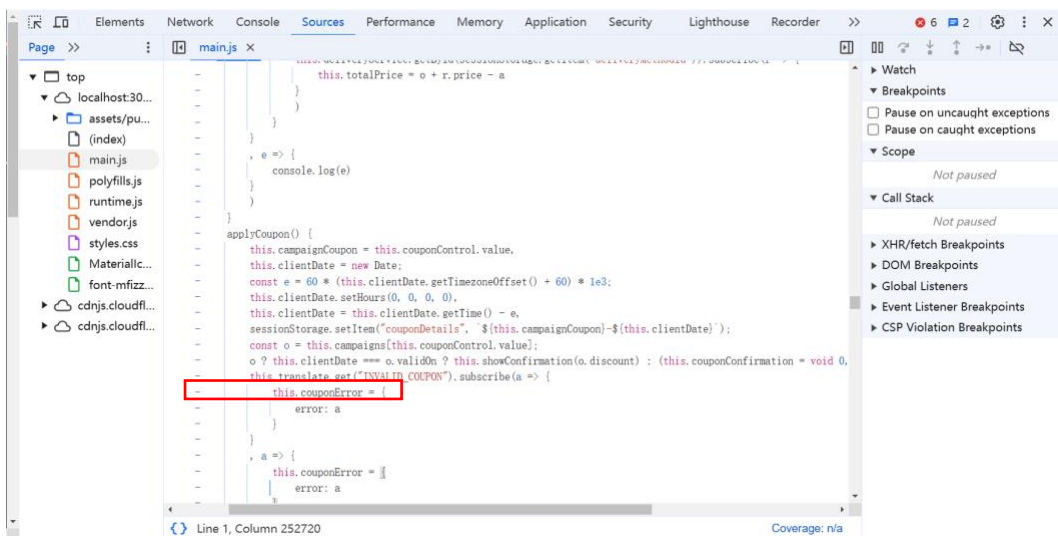 Elements Network Console Sources Performance Memory Application Security Lighthouse Recorder >> 6 2
Page >> main.js ×
top
localhost:30...
assets/pu...
(index)
main.js
polyfills.js
runtime.js
vendor.js
styles.css
MaterialIc...
font-mfizz...
cdnjs.cloudfl...
cdnjs.cloudfl...
this.totalPrice = o + r.price - a
}
)
}
}
, e => {
console.log(e)
}
)
}
applyCoupon() {
this.campaignCoupon = this.couponControl.value,
this.clientDate = new Date;
const e = 60 * (this.clientDate.getTimezoneOffset() + 60) * 1e3;
this.clientDate.setHours(0, 0, 0, 0),
this.clientDate = this.clientDate.getTime() - e,
sessionStorage.setItem("couponDetails", `${this.campaignCoupon}-${this.clientDate}`);
const o = this.campaigns[this.couponControl.value];
o ? this.clientDate === o.validOn ? this.showConfirmation(o.discount) : (this.couponConfirmation = void 0,
this.translate.get("INVALID_COUPON").subscribe(a => {
this.couponError = {
error: a
}
}
, a => {
this.couponError = {
error: a
}
{} Line 1, Column 252720 Coverage: n/a
Watch
Breakpoints
Pause on uncaught exceptions
Pause on caught exceptions
Scope
Not paused
Call Stack
Not paused
XHR/fetch Breakpoints
DOM Breakpoints
Global Listeners
Event Listener Breakpoints
CSP Violation Breakpoints